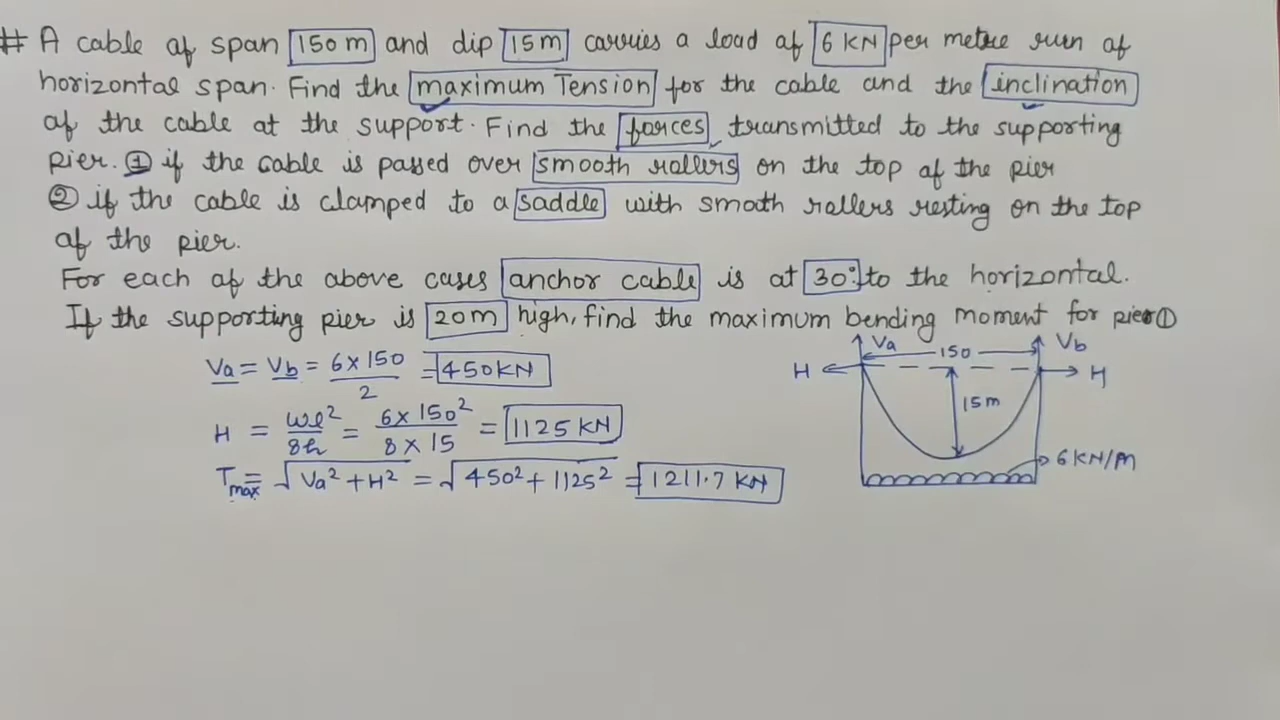 # A cable of span 150 m and dip 15 m carries a load of 6 KN per metre run of
horizontal span. Find the maximum Tension for the cable and the inclination
of the cable at the support. Find the forces transmitted to the supporting
pier. ① if the cable is passed over smooth rollers on the top of the pier
② if the cable is clamped to a saddle with smoth rollers resting on the top
of the pier.
For each of the above cases anchor cable is at 30° to the horizontal.
If the supporting pier is 20 m high, find the maximum bending moment for pier ①
Va = Vb = 6 x 150 / 2 = 450 KN
H = wl² / 8h = 6 x 150² / 8 x 15 = 1125 KN
Tmax = √Va² + H² = √450² + 1125² = 1211.7 KN
Va 150 Vb
H H
15 m
6 KN/m